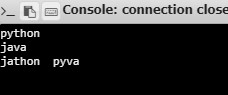 >_ Console: connection close
python
java
jathon  pyva